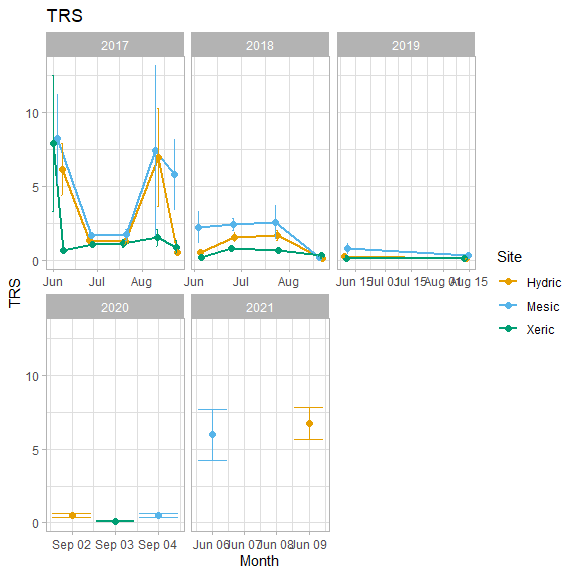 TRS
2017 2018 2019
10
5
0
Jun Jul Aug Jun Jul Aug Jun 15 Jul 01 Jul 15 Aug 01 Aug 15
TRS
Site
Hydric
Mesic
Xeric
2020 2021
10
5
0
Sep 02 Sep 03 Sep 04 Jun 06 Jun 07 Jun 08 Jun 09
Month